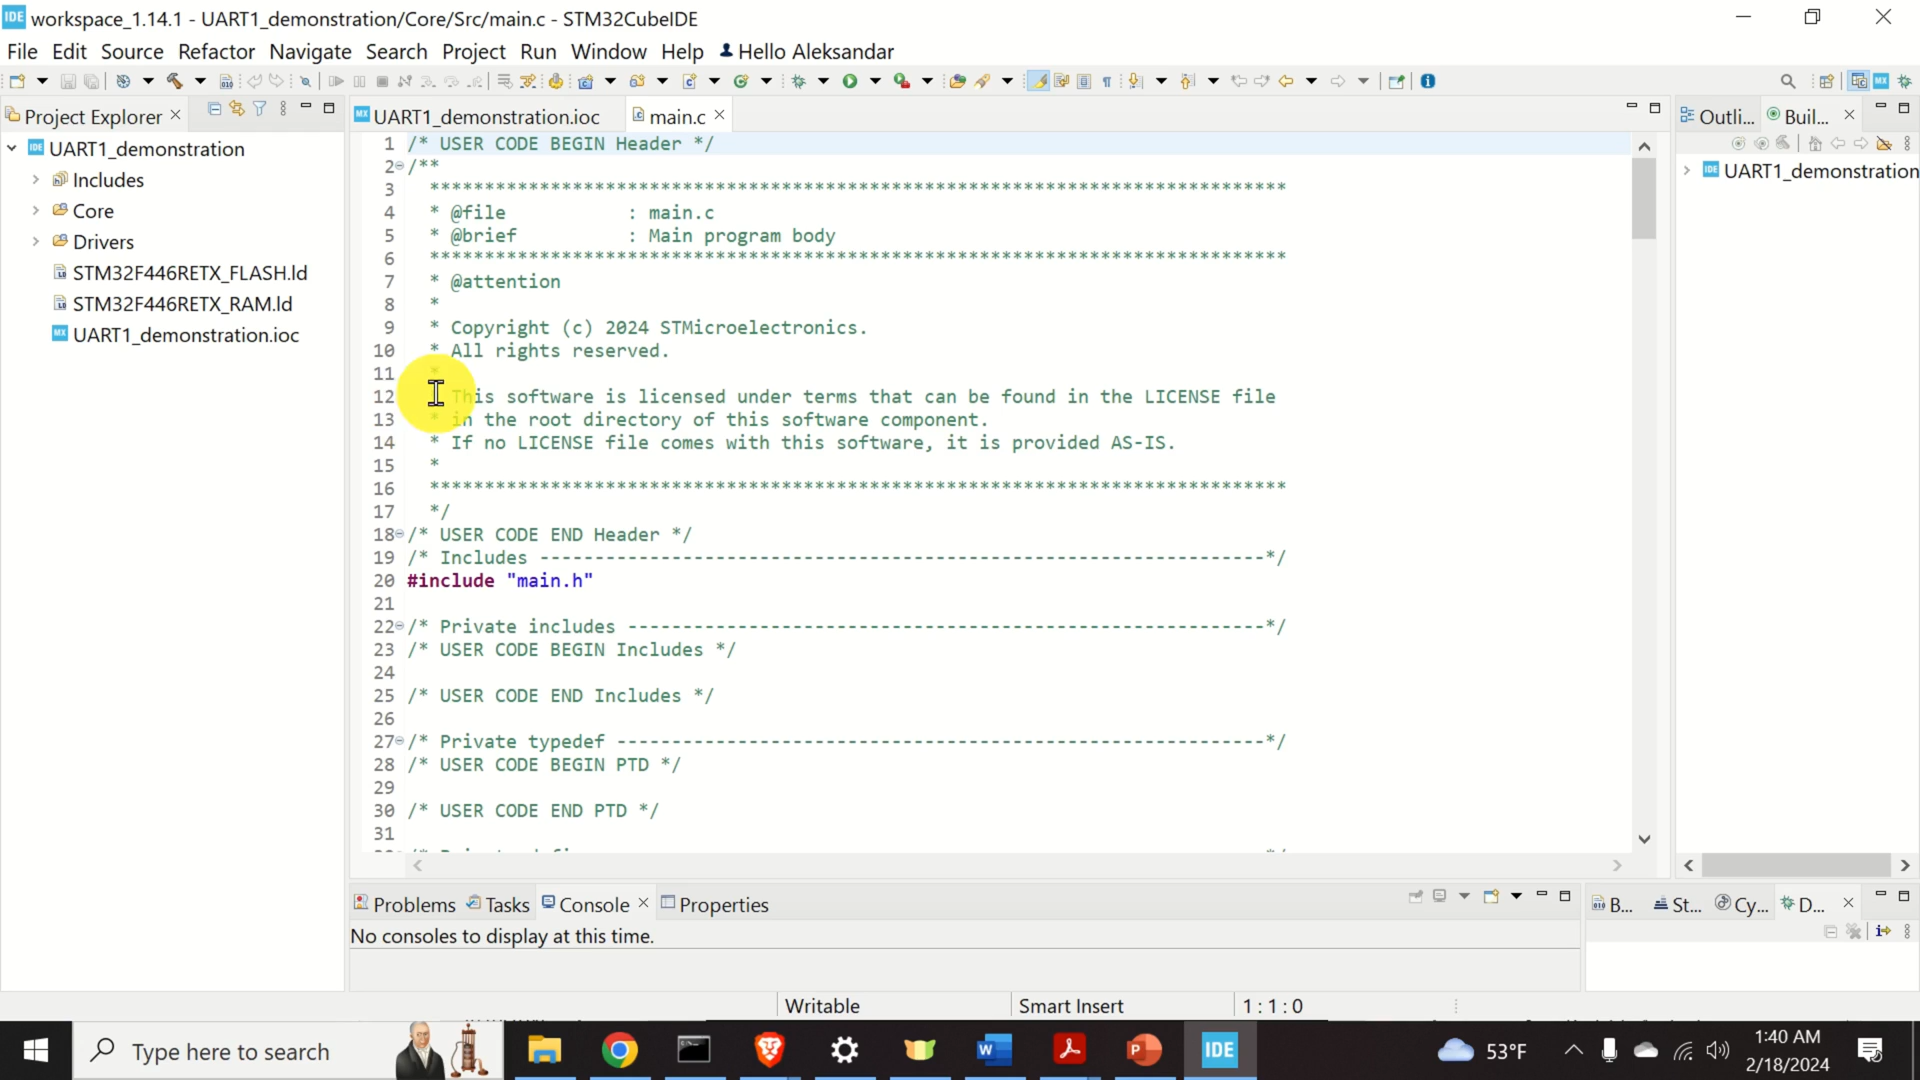 IDE workspace_1.14.1 - UART1_demonstration/Core/Src/main.c - STM32CubeIDE
File Edit Source Refactor Navigate Search Project Run Window Help Hello Aleksandar
Project Explorer
UART1_demonstration
Includes
Core
Drivers
STM32F446RETX_FLASH.ld
STM32F446RETX_RAM.ld
UART1_demonstration.ioc
UART1_demonstration.ioc main.c
1 /* USER CODE BEGIN Header */
2 /**
3 ******************************************************************************
4 * @file : main.c
5 * @brief : Main program body
6 ******************************************************************************
7 * @attention
8 *
9 * Copyright (c) 2024 STMicroelectronics.
10 * All rights reserved.
11 *
12 This software is licensed under terms that can be found in the LICENSE file
13 * in the root directory of this software component.
14 * If no LICENSE file comes with this software, it is provided AS-IS.
15 *
16 ******************************************************************************
17 */
18 /* USER CODE END Header */
19 /* Includes ------------------------------------------------------------------*/
20 #include "main.h"
21
22 /* Private includes ----------------------------------------------------------*/
23 /* USER CODE BEGIN Includes */
24
25 /* USER CODE END Includes */
26
27 /* Private typedef -----------------------------------------------------------*/
28 /* USER CODE BEGIN PTD */
29
30 /* USER CODE END PTD */
31
Outli... Buil...
UART1_demonstration
Problems Tasks Console Properties
No consoles to display at this time.
B... St... Cy... D...
Writable Smart Insert 1 : 1 : 0
Type here to search
IDE
53°F
1:40 AM
2/18/2024